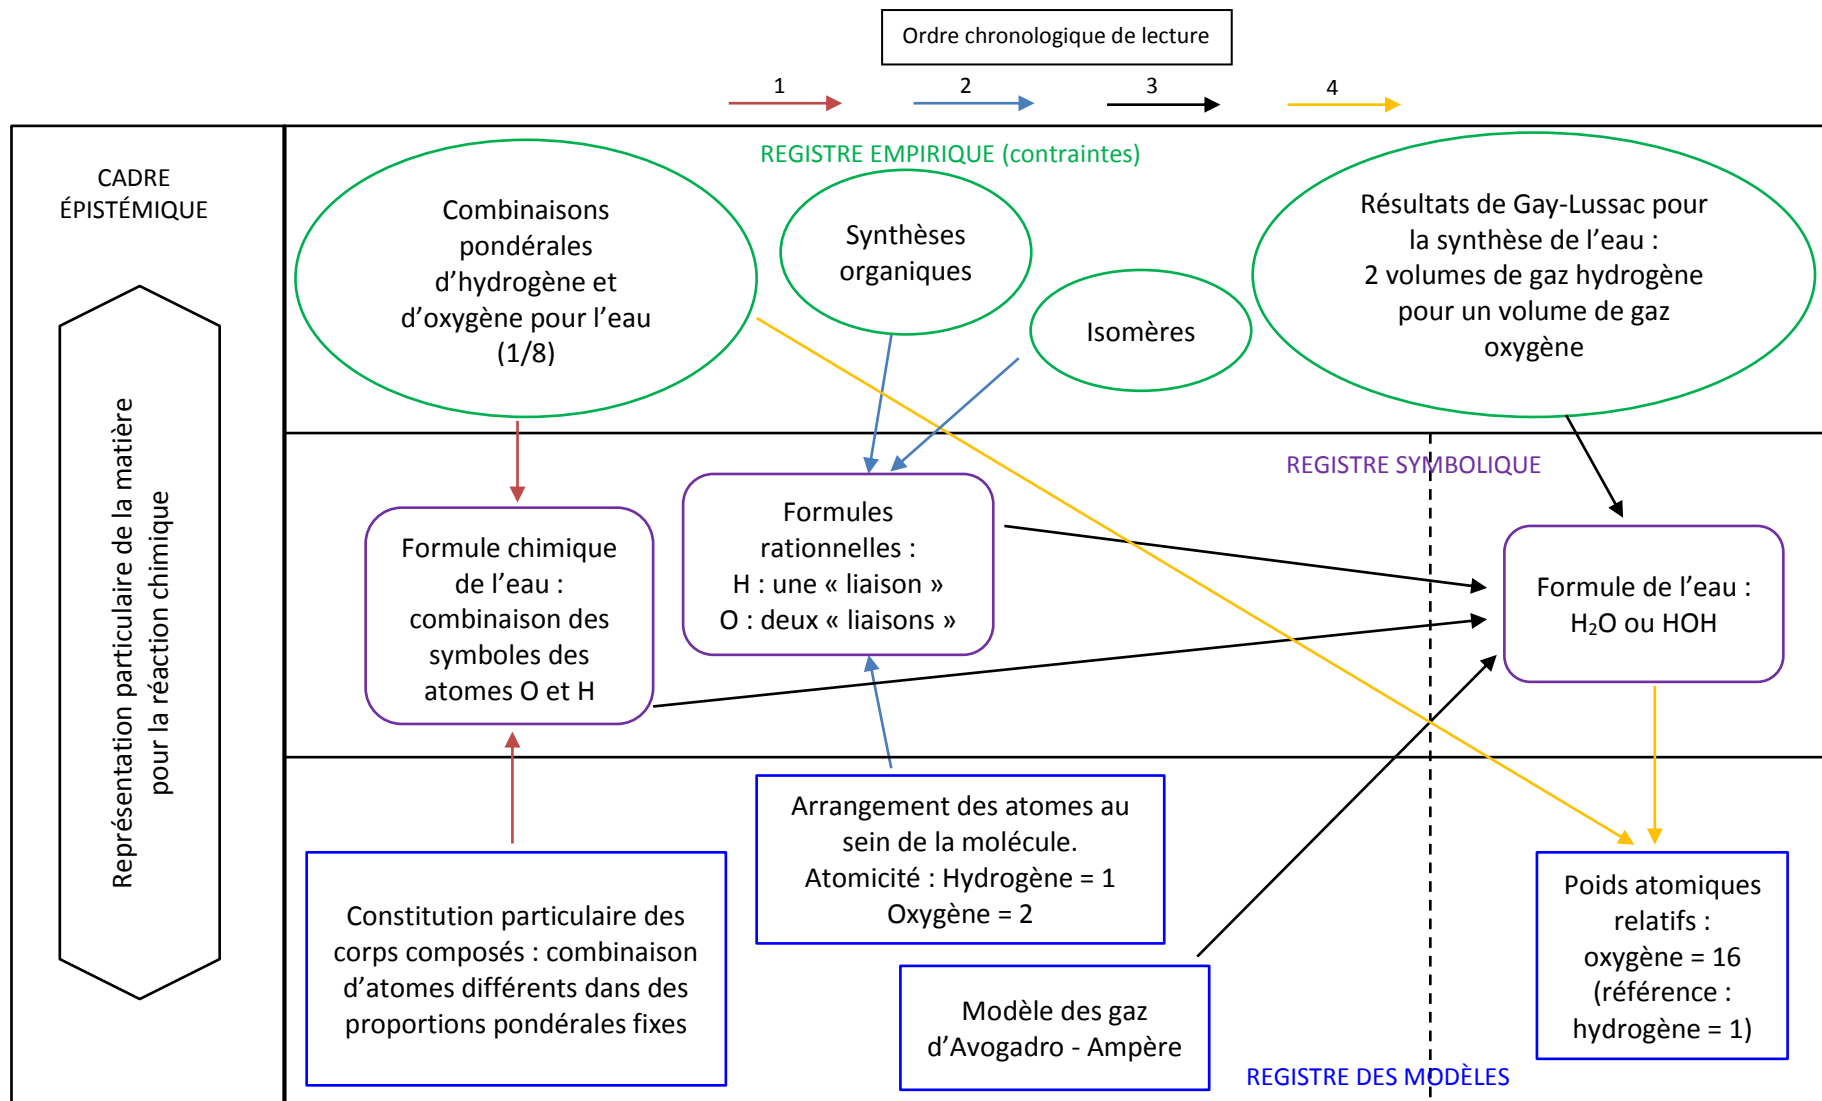 Ordre chronologique de lecture
1
2
3
4
CADRE
ÉPISTÉMIQUE
Représentation particulaire de la matière
pour la réaction chimique
REGISTRE EMPIRIQUE (contraintes)
Combinaisons
pondérales
d’hydrogène et
d’oxygène pour l’eau
(1/8)
Synthèses
organiques
Isomères
Résultats de Gay-Lussac pour
la synthèse de l’eau :
2 volumes de gaz hydrogène
pour un volume de gaz
oxygène
REGISTRE SYMBOLIQUE
Formule chimique
de l’eau :
combinaison des
symboles des
atomes O et H
Formules
rationnelles :
H : une « liaison »
O : deux « liaisons »
Formule de l’eau :
H₂O ou HOH
Constitution particulaire des
corps composés : combinaison
d’atomes différents dans des
proportions pondérales fixes
Arrangement des atomes au
sein de la molécule.
Atomicité : Hydrogène = 1
Oxygène = 2
Modèle des gaz
d’Avogadro - Ampère
Poids atomiques
relatifs :
oxygène = 16
(référence :
hydrogène = 1)
REGISTRE DES MODÈLES